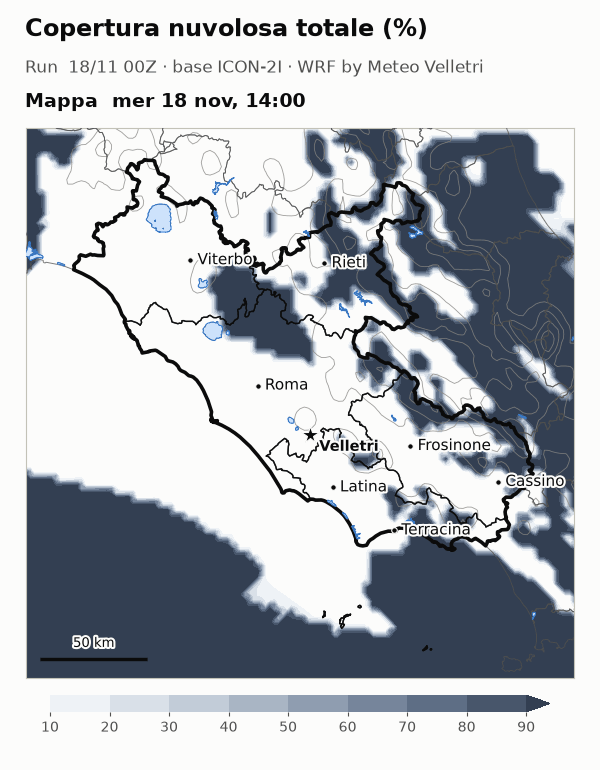 Copertura nuvolosa totale (%)
Run 18/11 00Z · base ICON-2I · WRF by Meteo Velletri
Mappa mer 18 nov, 14:00
Viterbo
Rieti
Roma
Velletri
Frosinone
Latina
Cassino
Terracina
50 km
10 20 30 40 50 60 70 80 90